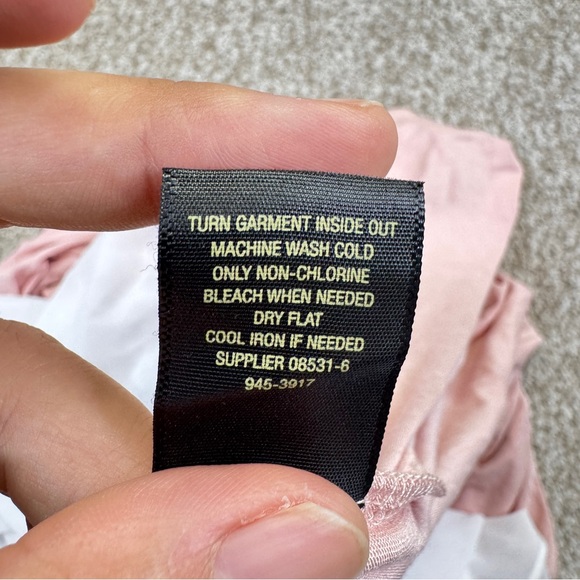 TURN GARMENT INSIDE OUT
MACHINE WASH COLD
ONLY NON-CHLORINE
BLEACH WHEN NEEDED
DRY FLAT
COOL IRON IF NEEDED
SUPPLIER 08531-6
945-3917